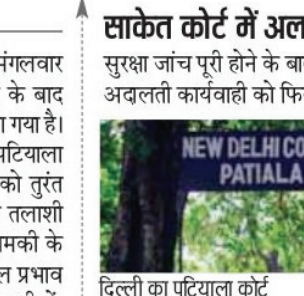 मंगलवार
के बाद
ा गया है।
पटियाला
को तुरंत
तलाशी
मकी के
ल प्रभाव
साकेत कोर्ट में अल
सुरक्षा जांच पूरी होने के बा
अदालती कार्यवाही को फि
NEW DELHI CO
PATIALA
दिल्ली का पटियाला कोर्ट